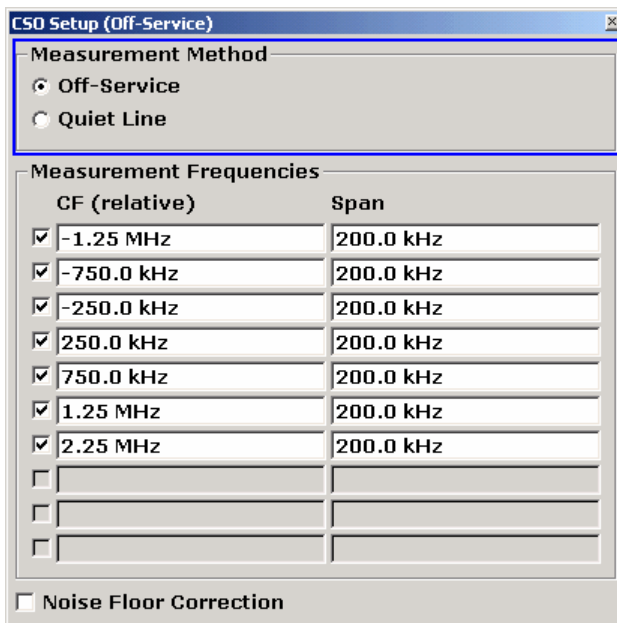 CSO Setup (Off-Service)
Measurement Method
Off-Service
Quiet Line
Measurement Frequencies
CF (relative) Span
-1.25 MHz 200.0 kHz
-750.0 kHz 200.0 kHz
-250.0 kHz 200.0 kHz
250.0 kHz 200.0 kHz
750.0 kHz 200.0 kHz
1.25 MHz 200.0 kHz
2.25 MHz 200.0 kHz
Noise Floor Correction